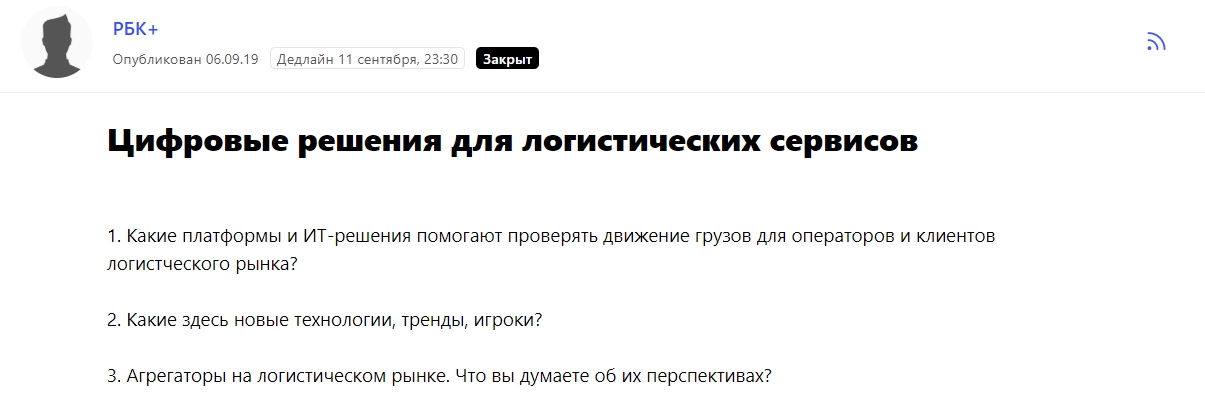 РБК+
Опубликован 06.09.19 Дедлайн 11 сентября, 23:30 Закрыт
Цифровые решения для логистических сервисов
1. Какие платформы и ИТ-решения помогают проверять движение грузов для операторов и клиентов
логистческого рынка?
2. Какие здесь новые технологии, тренды, игроки?
3. Агрегаторы на логистическом рынке. Что вы думаете об их перспективах?